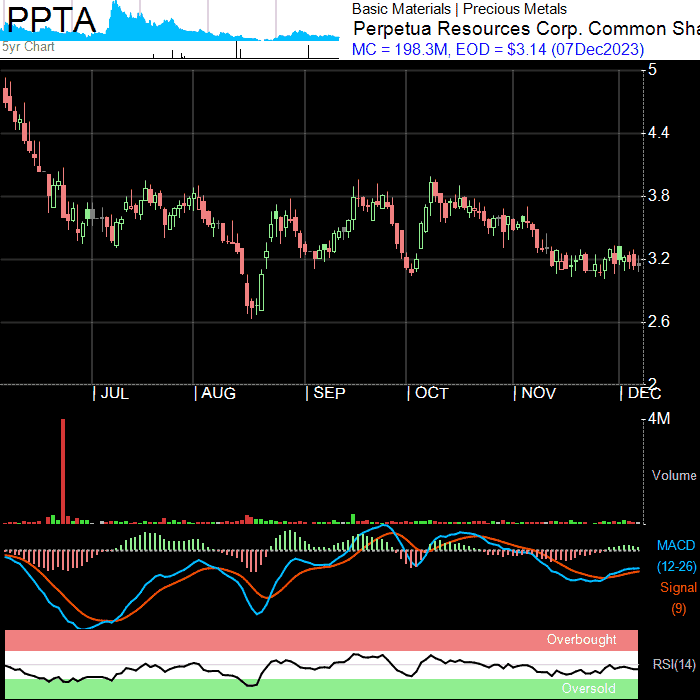 PPTA
5yr Chart
Basic Materials | Precious Metals
Perpetua Resources Corp. Common Sha
MC = 198.3M, EOD = $3.14 (07Dec2023)
5
4.4
3.8
3.2
2.6
2
JUL AUG SEP OCT NOV DEC
4M
Volume
MACD
(12-26)
Signal
(9)
Overbought
RSI(14)
Oversold